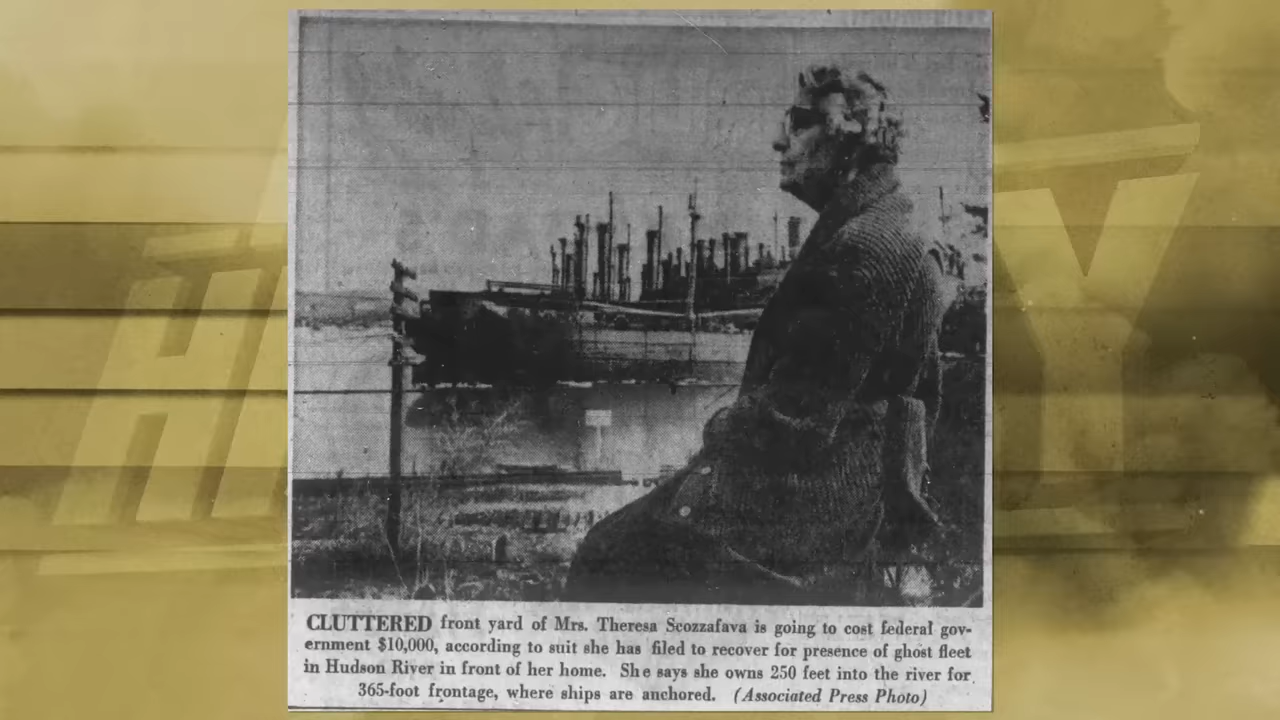 CLUTTERED front yard of Mrs. Theresa Scozzafava is going to cost federal gov-
ernment $10,000, according to suit she has filed to recover for presence of ghost fleet
in Hudson River in front of her home. She says she owns 250 feet into the river for
365-foot frontage, where ships are anchored. (Associated Press Photo)